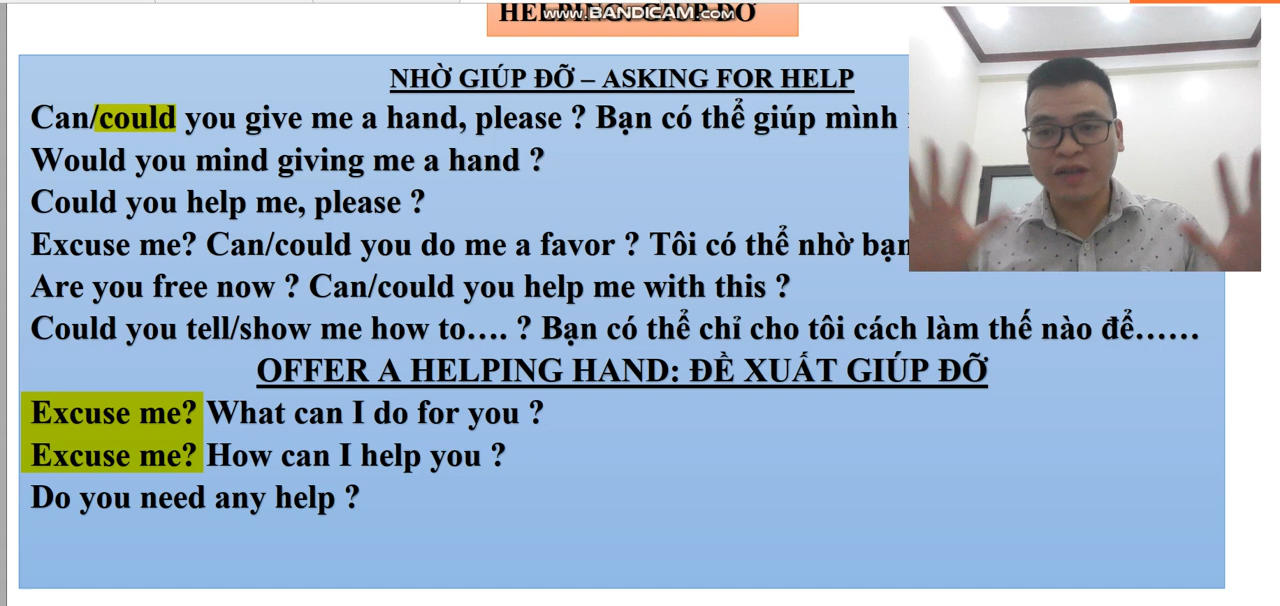 HELPING: GIÚP ĐỠ
www.BANDICAM.com
NHỜ GIÚP ĐỠ – ASKING FOR HELP
Can/could you give me a hand, please ? Bạn có thể giúp mình
Would you mind giving me a hand ?
Could you help me, please ?
Excuse me? Can/could you do me a favor ? Tôi có thể nhờ bạn
Are you free now ? Can/could you help me with this ?
Could you tell/show me how to…. ? Bạn có thể chỉ cho tôi cách làm thế nào để……
OFFER A HELPING HAND: ĐỀ XUẤT GIÚP ĐỠ
Excuse me? What can I do for you ?
Excuse me? How can I help you ?
Do you need any help ?